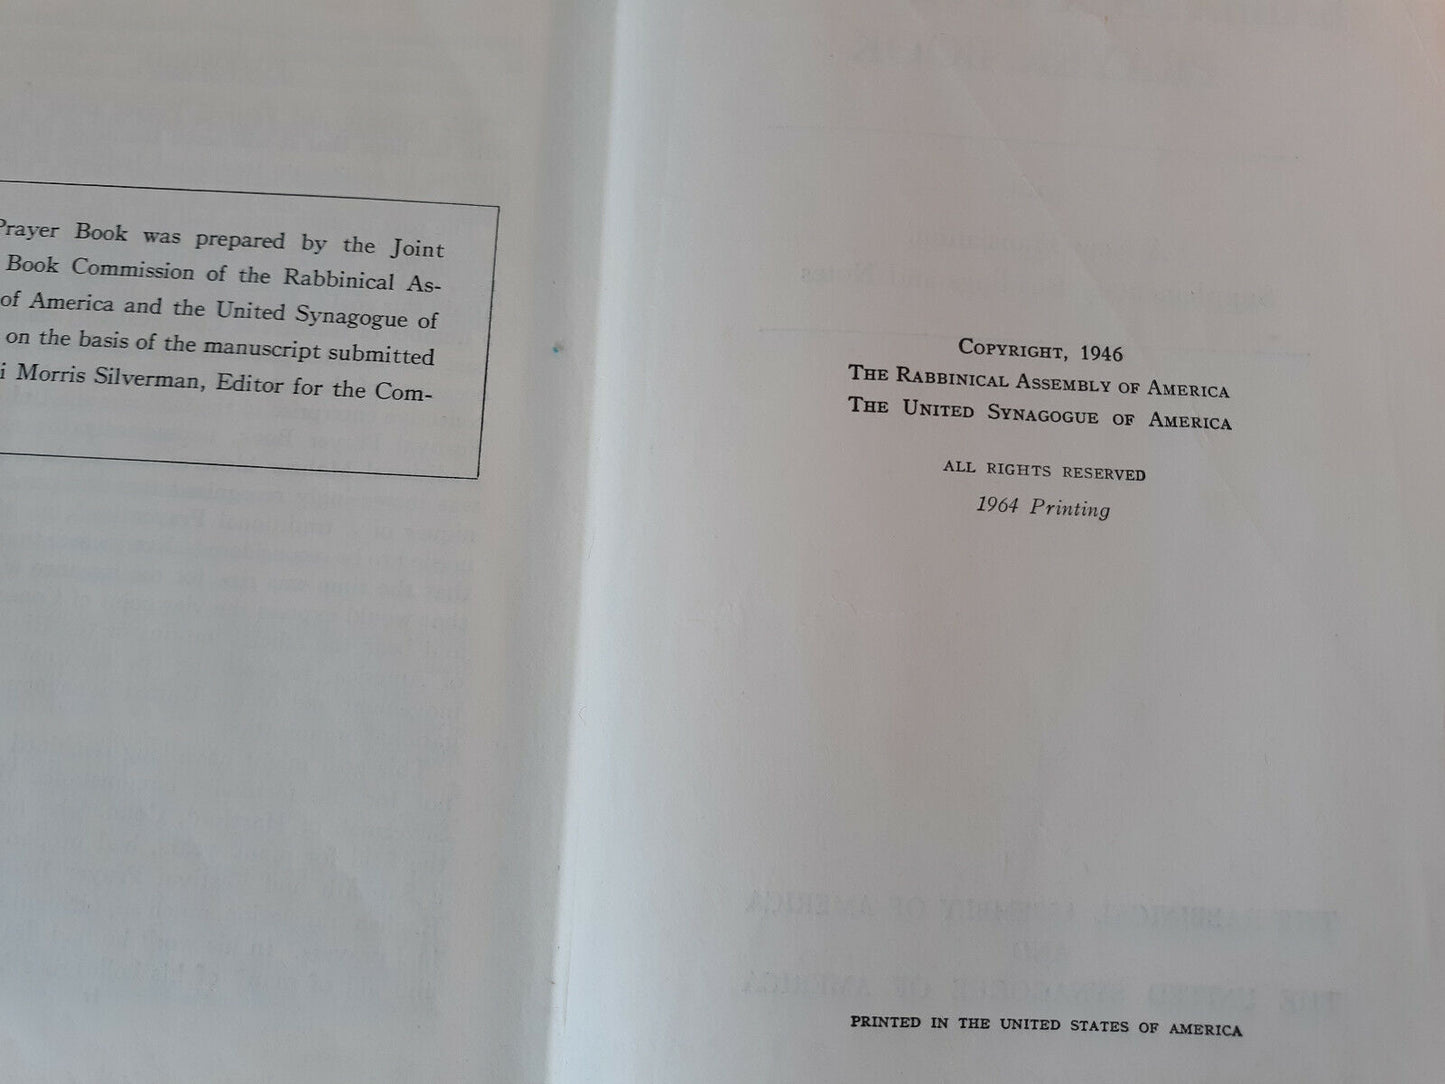 Prayer Book was prepared by the Joint
Book Commission of the Rabbinical As-
of America and the United Synagogue of
on the basis of the manuscript submitted
i Morris Silverman, Editor for the Com-
COPYRIGHT, 1946
THE RABBINICAL ASSEMBLY OF AMERICA
THE UNITED SYNAGOGUE OF AMERICA
ALL RIGHTS RESERVED
1964 Printing
PRINTED IN THE UNITED STATES OF AMERICA